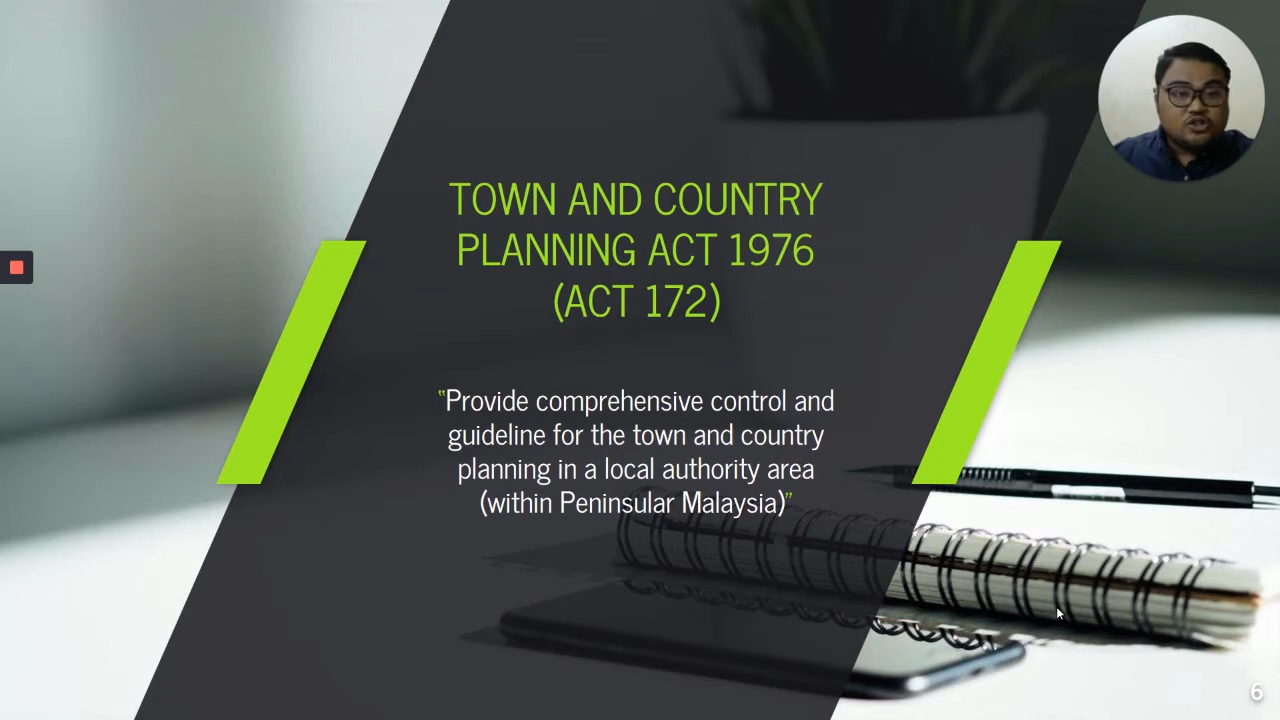 TOWN AND COUNTRY
PLANNING ACT 1976
(ACT 172)
"Provide comprehensive control and
guideline for the town and country
planning in a local authority area
(within Peninsular Malaysia)"
6